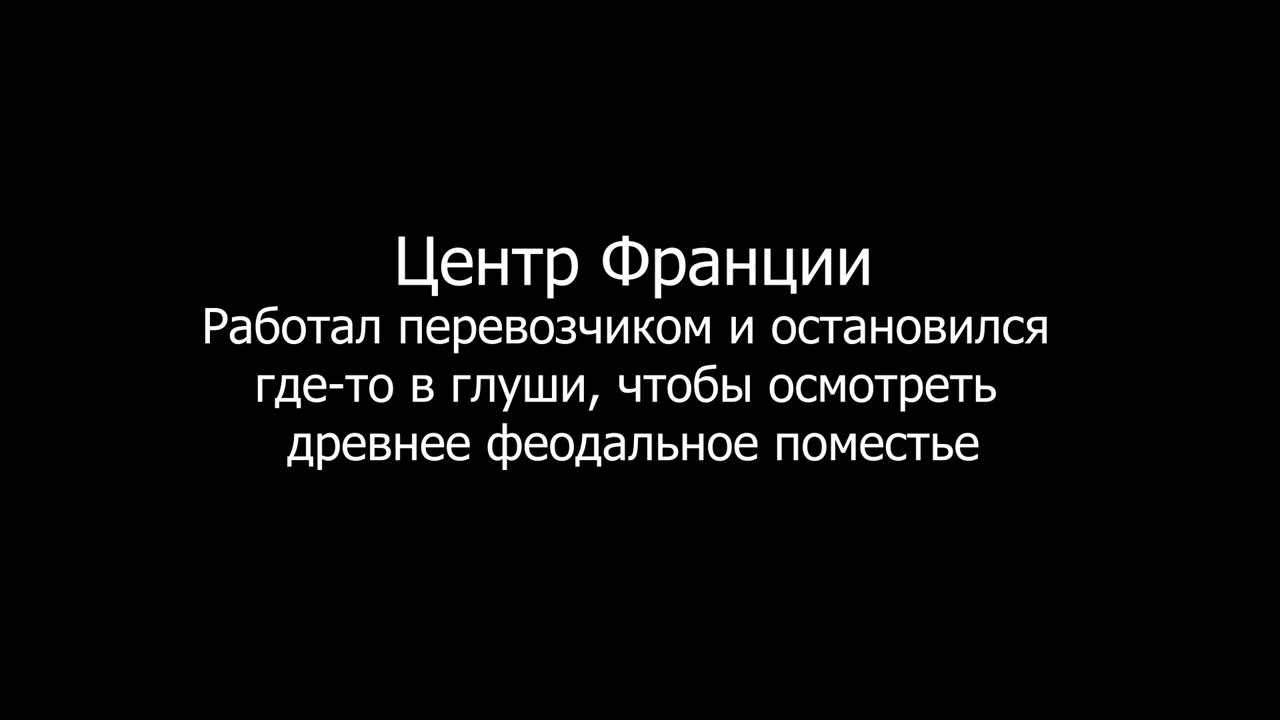 Центр Франции
Работал перевозчиком и остановился
где-то в глуши, чтобы осмотреть
древнее феодальное поместье